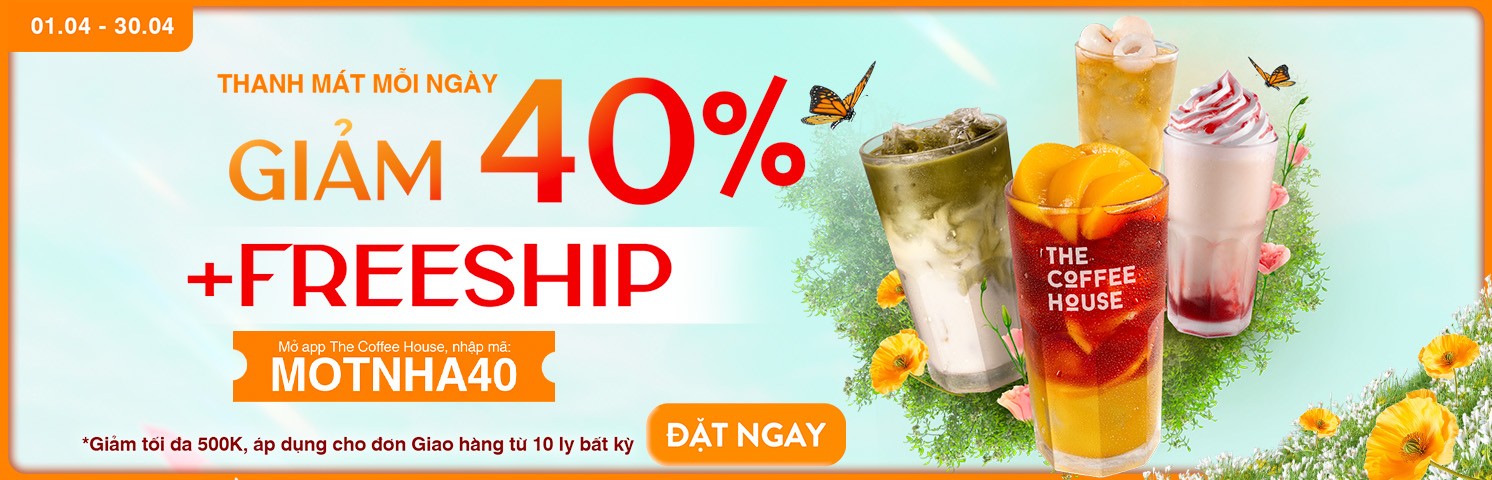 01.04 - 30.04
THANH MÁT MỖI NGÀY
GIẢM 40%
+FREESHIP
Mở app The Coffee House, nhập mã:
MOTNHA40
*Giảm tối đa 500K, áp dụng cho đơn Giao hàng từ 10 ly bất kỳ
ĐẶT NGAY
THE
COFFEE
HOUSE